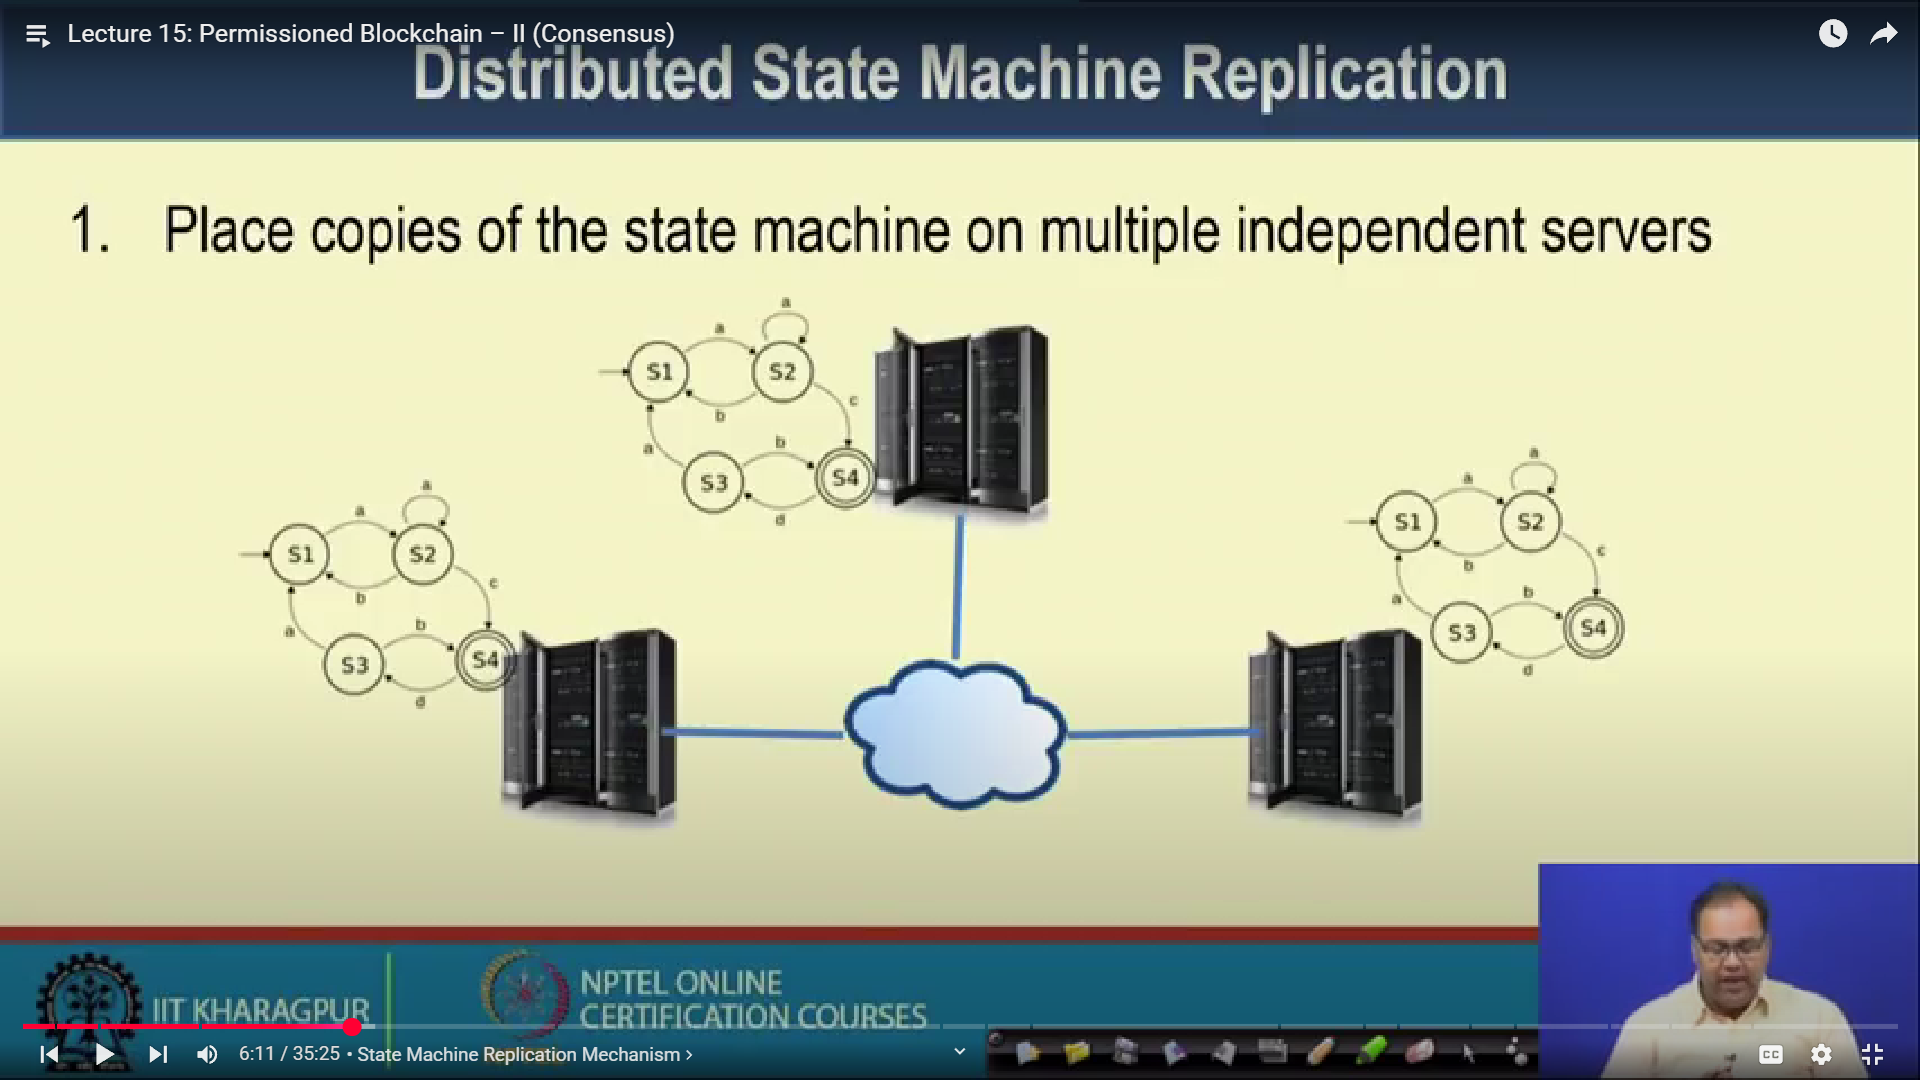 Lecture 15: Permissioned Blockchain – II (Consensus)
Distributed State Machine Replication
1. Place copies of the state machine on multiple independent servers
a
a
S1
S2
b
c
a
b
S3
S4
d
a
a
S1
S2
b
c
a
b
S3
S4
d
a
a
S1
S2
b
c
a
b
S3
S4
d
IIT KHARAGPUR
NPTEL ONLINE
CERTIFICATION COURSES
6:11 / 35:25 • State Machine Replication Mechanism ›
CC